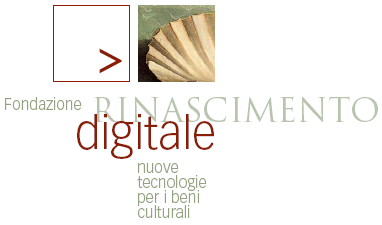 >
Fondazione RINASCIMENTO
digitale
nuove
tecnologie
per i beni
culturali